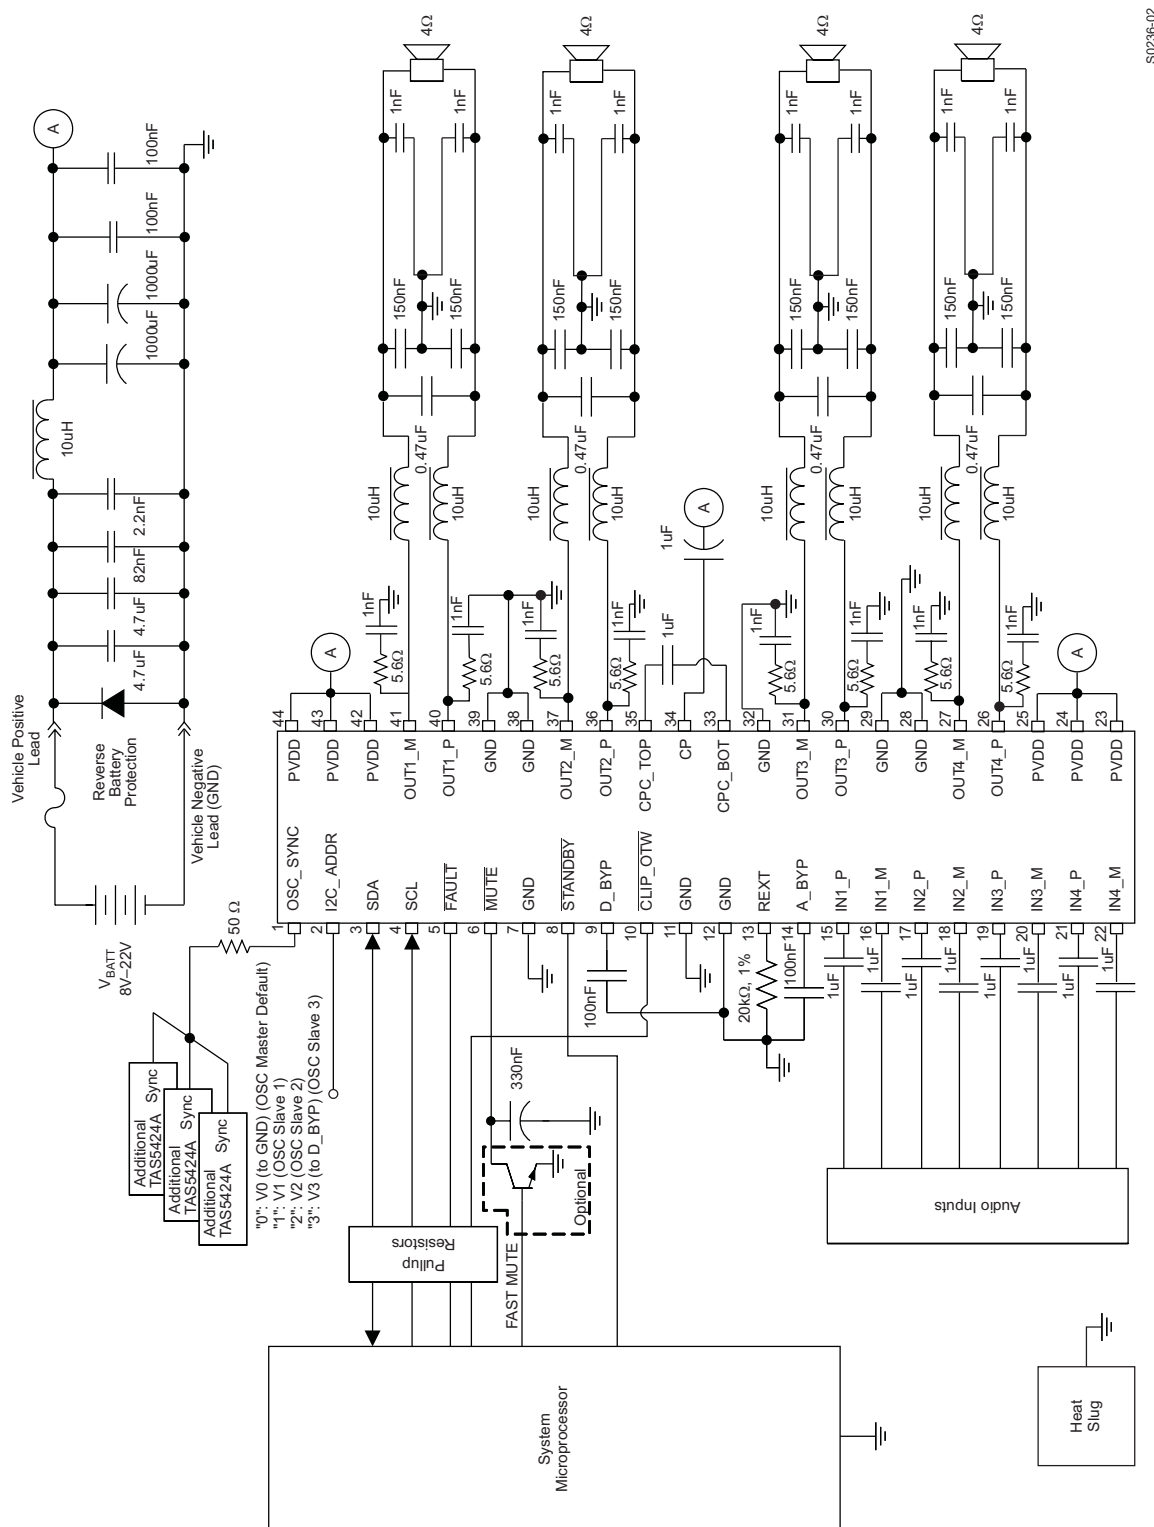 S0236-02
A
100nF
100nF
1000uF
1000uF
10uH
2.2nF
82nF
4.7uF
4.7uF
Vehicle Positive
Lead
Reverse
Battery
Protection
Vehicle Negative
Lead (GND)
V_BATT
8V–22V
4Ω
4Ω
4Ω
4Ω
1nF
1nF
1nF
1nF
1nF
1nF
1nF
1nF
150nF
150nF
150nF
150nF
150nF
150nF
150nF
150nF
0.47uF
0.47uF
0.47uF
0.47uF
10uH
10uH
10uH
10uH
10uH
10uH
10uH
10uH
A
1uF
1uF
A
A
1nF
5.6Ω
1nF
5.6Ω
1nF
5.6Ω
1nF
5.6Ω
1nF
5.6Ω
1nF
5.6Ω
1nF
5.6Ω
1nF
5.6Ω
44 PVDD
43 PVDD
42 PVDD
41 OUT1_M
40 OUT1_P
39 GND
38 GND
37 OUT2_M
36 OUT2_P
35 CPC_TOP
34 CP
33 CPC_BOT
32 GND
31 OUT3_M
30 OUT3_P
29 GND
28 GND
27 OUT4_M
26 OUT4_P
25 PVDD
24 PVDD
23 PVDD
1 OSC_SYNC
2 I2C_ADDR
3 SDA
4 SCL
5 FAULT
6 MUTE
7 GND
8 STANDBY
9 D_BYP
10 CLIP_OTW
11 GND
12 GND
13 REXT
14 A_BYP
15 IN1_P
16 IN1_M
17 IN2_P
18 IN2_M
19 IN3_P
20 IN3_M
21 IN4_P
22 IN4_M
50 Ω
Additional
TAS5424A Sync
Additional
TAS5424A Sync
Additional
TAS5424A Sync
"0": V0 (to GND) (OSC Master Default)
"1": V1 (OSC Slave 1)
"2": V2 (OSC Slave 2)
"3": V3 (to D_BYP) (OSC Slave 3)
100nF
20kΩ, 1%
100nF
1uF
1uF
1uF
1uF
1uF
1uF
1uF
1uF
330nF
Optional
Pullup
Resistors
FAST MUTE
Audio Inputs
System
Microprocessor
Heat
Slug